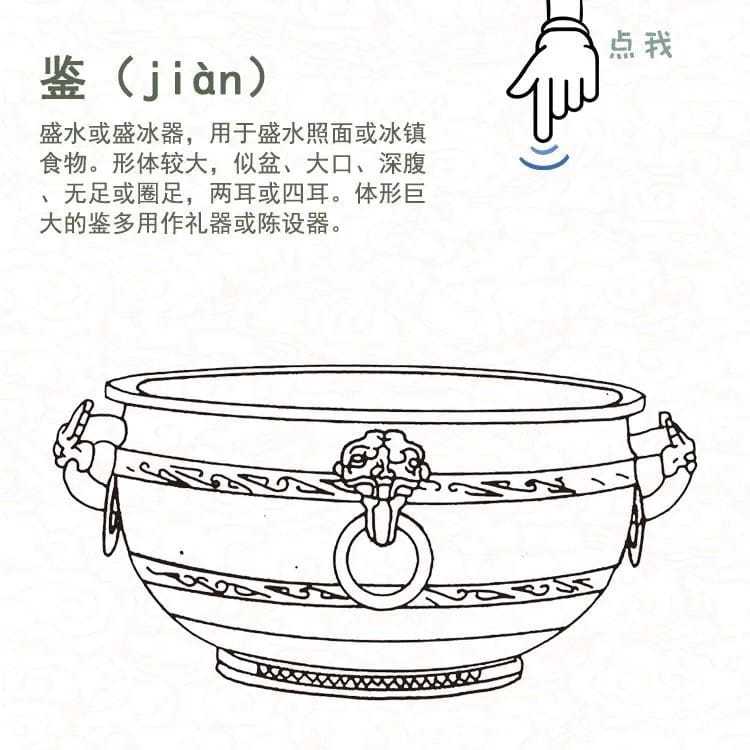 鉴（jiàn）
点我
盛水或盛冰器，用于盛水照面或冰镇
食物。形体较大，似盆、大口、深腹
、无足或圈足，两耳或四耳。体形巨
大的鉴多用作礼器或陈设器。